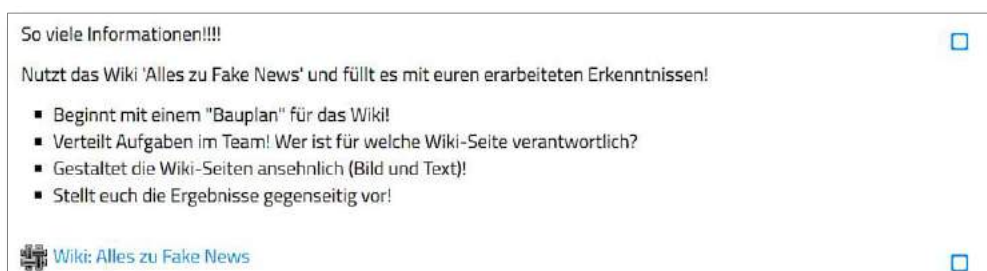 So viele Informationen!!!!
Nutzt das Wiki 'Alles zu Fake News' und füllt es mit euren erarbeiteten Erkenntnissen!
▪ Beginnt mit einem "Bauplan" für das Wiki!
▪ Verteilt Aufgaben im Team! Wer ist für welche Wiki-Seite verantwortlich?
▪ Gestaltet die Wiki-Seiten ansehnlich (Bild und Text)!
▪ Stellt euch die Ergebnisse gegenseitig vor!
Wiki: Alles zu Fake News